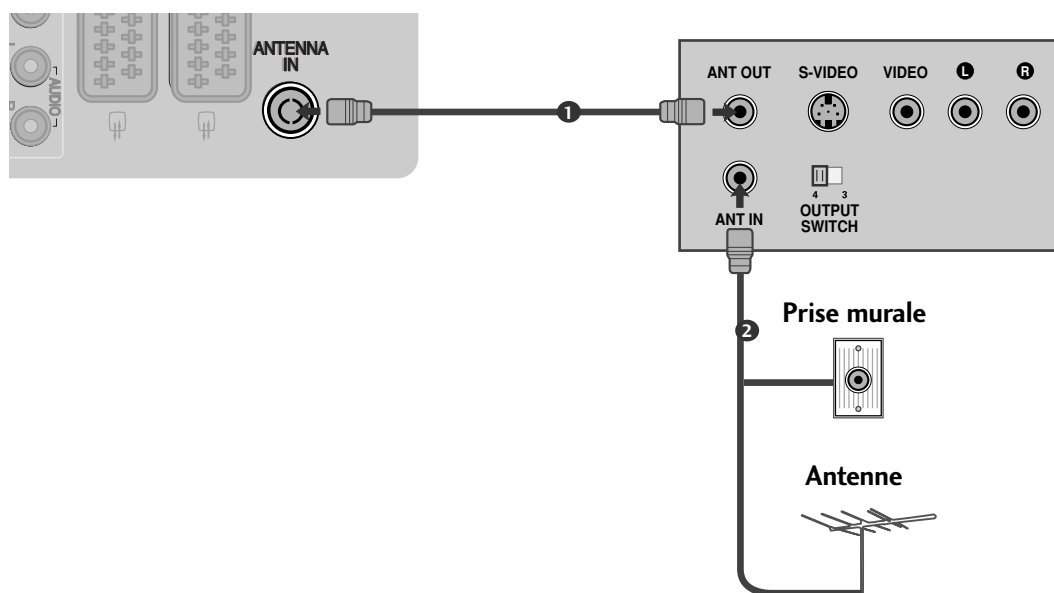 ANTENNA
IN
AUDIO
L
R
ANT OUT
S-VIDEO
VIDEO
L
R
1
ANT IN
4 3
OUTPUT
SWITCH
2
Prise murale
Antenne